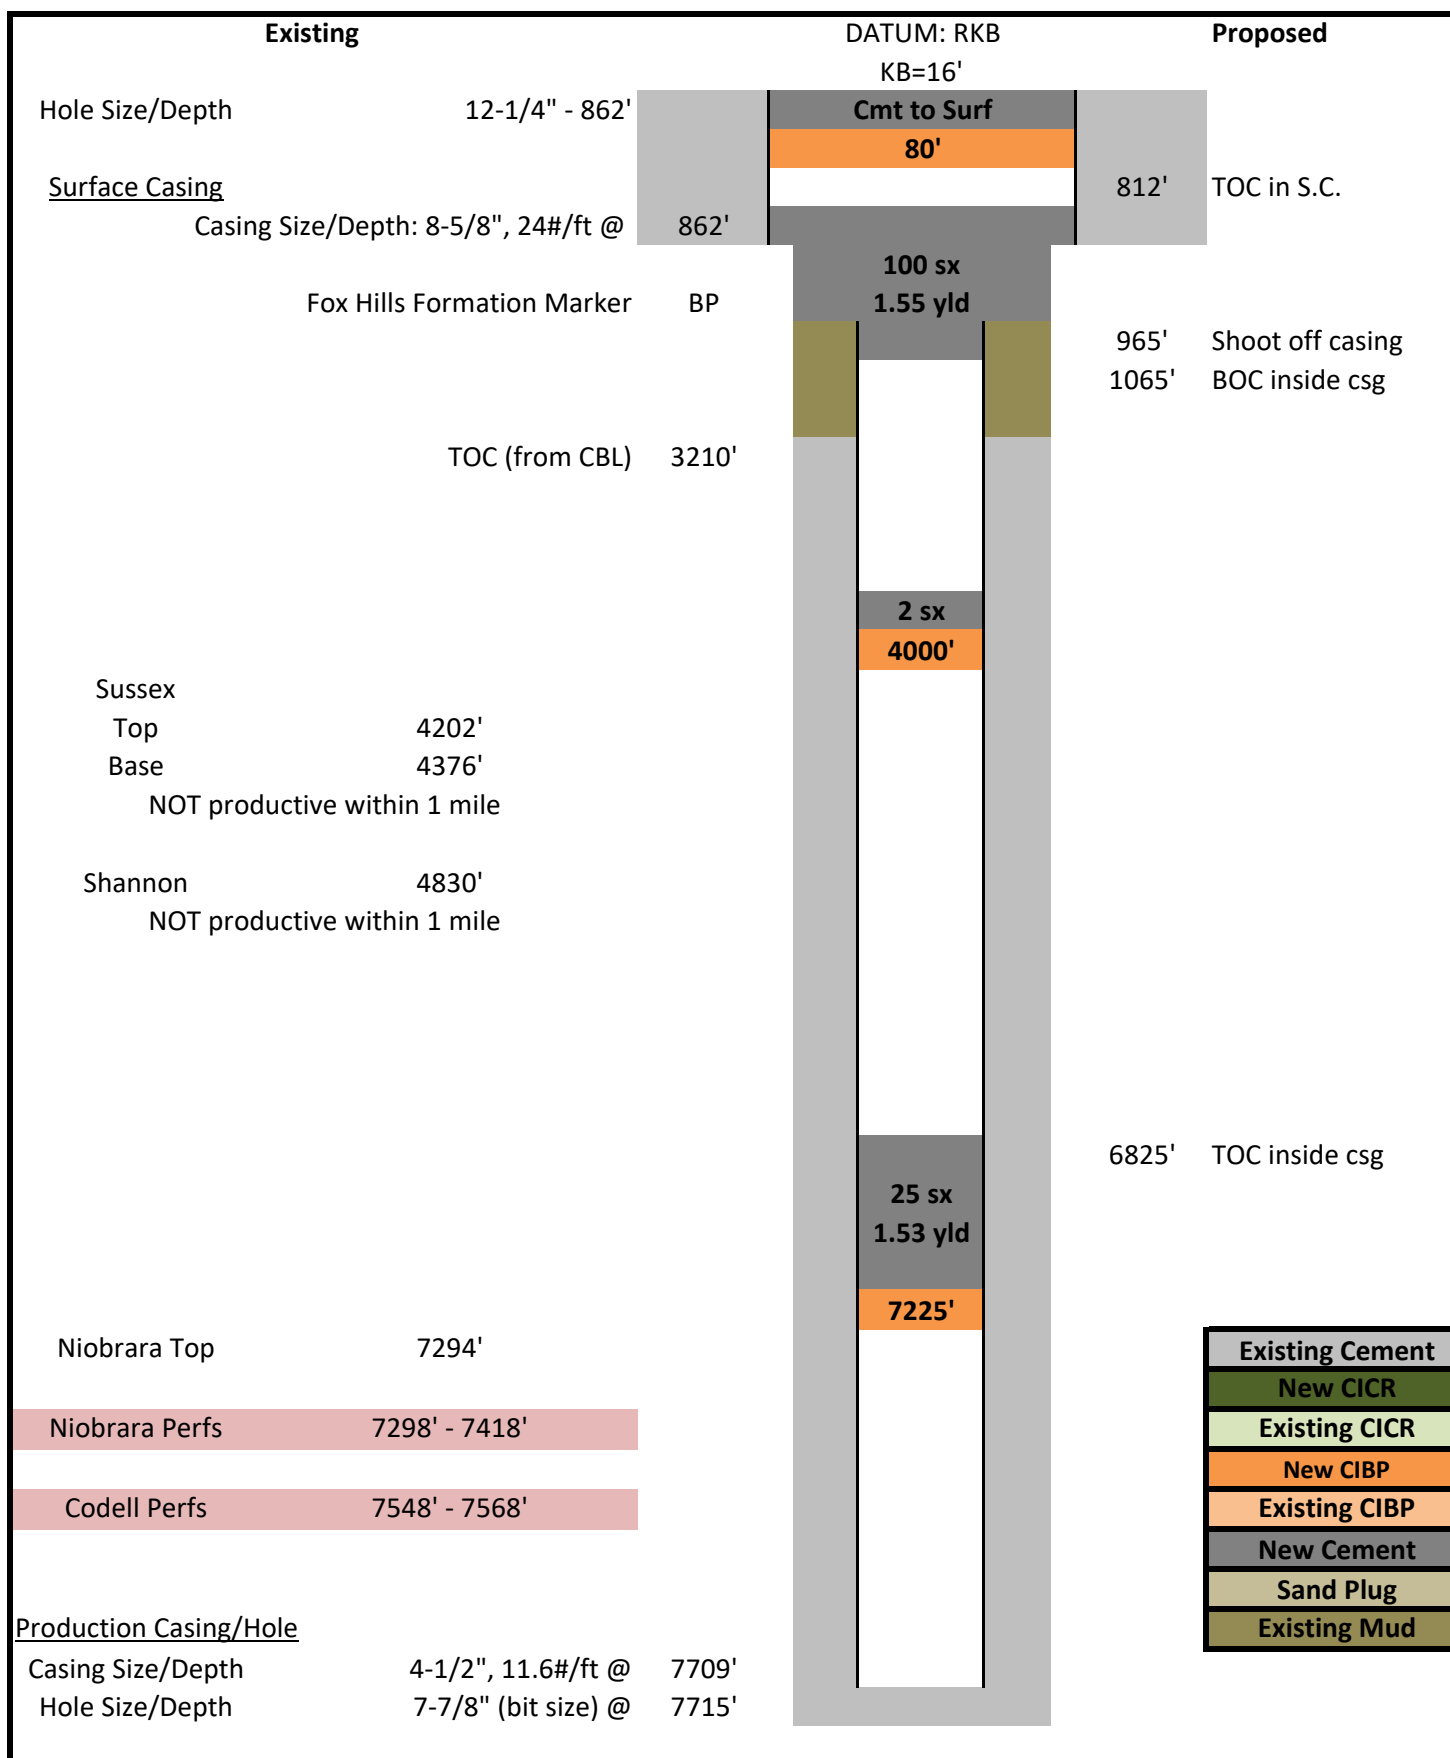 Existing DATUM: RKB Proposed
KB=16'
Hole Size/Depth 12-1/4" - 862' Cmt to Surf
80'
Surface Casing 812' TOC in S.C.
Casing Size/Depth: 8-5/8", 24#/ft @ 862'
100 sx
Fox Hills Formation Marker BP 1.55 yld
965' Shoot off casing
1065' BOC inside csg
TOC (from CBL) 3210'
2 sx
4000'
Sussex
Top 4202'
Base 4376'
NOT productive within 1 mile
Shannon 4830'
NOT productive within 1 mile
6825' TOC inside csg
25 sx
1.53 yld
7225'
Niobrara Top 7294' Existing Cement
New CICR
Niobrara Perfs 7298' - 7418' Existing CICR
New CIBP
Codell Perfs 7548' - 7568' Existing CIBP
New Cement
Sand Plug
Production Casing/Hole Existing Mud
Casing Size/Depth 4-1/2", 11.6#/ft @ 7709'
Hole Size/Depth 7-7/8" (bit size) @ 7715'